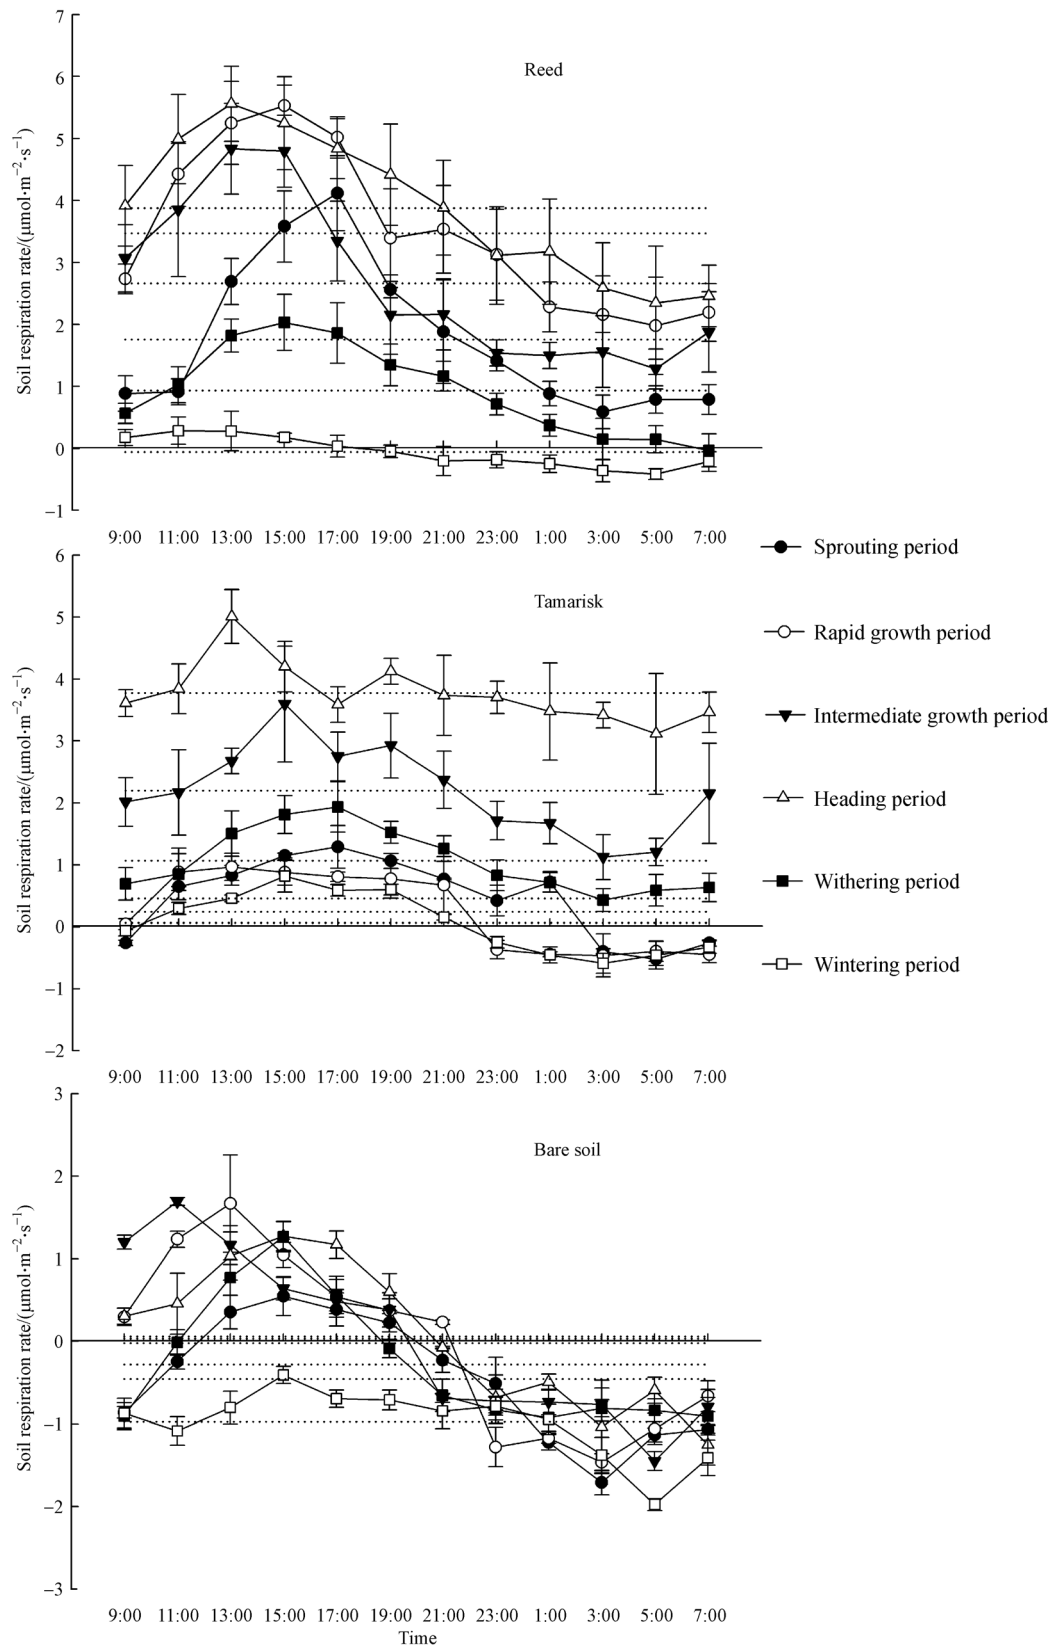 7
6
5
4
3
2
1
0
−1
Soil respiration rate/(μmol·m⁻²·s⁻¹)
Reed
9:00 11:00 13:00 15:00 17:00 19:00 21:00 23:00 1:00 3:00 5:00 7:00
6
5
4
3
2
1
0
−1
−2
Soil respiration rate/(μmol·m⁻²·s⁻¹)
Tamarisk
9:00 11:00 13:00 15:00 17:00 19:00 21:00 23:00 1:00 3:00 5:00 7:00
Sprouting period
Rapid growth period
Intermediate growth period
Heading period
Withering period
Wintering period
3
2
1
0
−1
−2
−3
Soil respiration rate/(μmol·m⁻²·s⁻¹)
Bare soil
9:00 11:00 13:00 15:00 17:00 19:00 21:00 23:00 1:00 3:00 5:00 7:00
Time